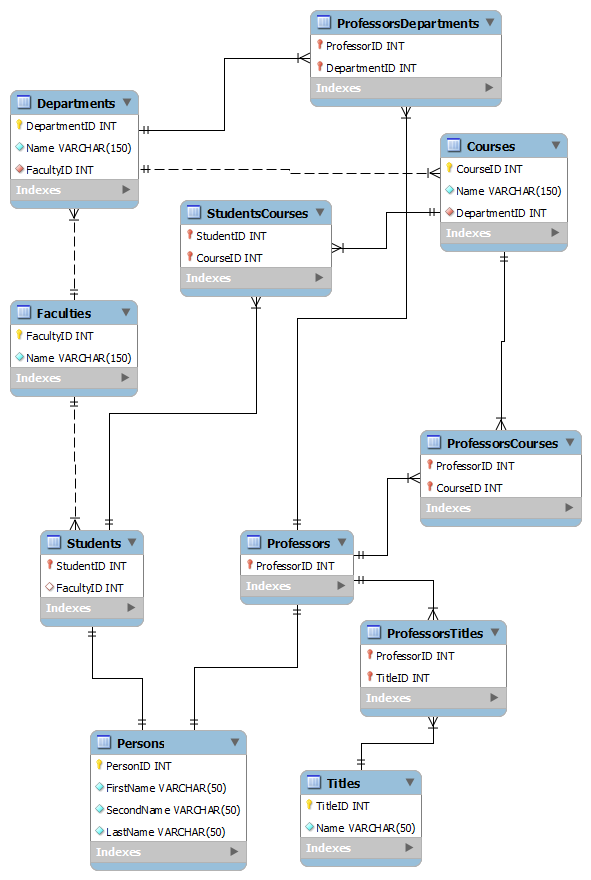 ProfessorsDepartments
ProfessorID INT
DepartmentID INT
Indexes
Departments
DepartmentID INT
Name VARCHAR(150)
FacultyID INT
Indexes
Courses
CourseID INT
Name VARCHAR(150)
DepartmentID INT
Indexes
StudentsCourses
StudentID INT
CourseID INT
Indexes
Faculties
FacultyID INT
Name VARCHAR(150)
Indexes
ProfessorsCourses
ProfessorID INT
CourseID INT
Indexes
Students
StudentID INT
FacultyID INT
Indexes
Professors
ProfessorID INT
Indexes
ProfessorsTitles
ProfessorID INT
TitleID INT
Indexes
Persons
PersonID INT
FirstName VARCHAR(50)
SecondName VARCHAR(50)
LastName VARCHAR(50)
Indexes
Titles
TitleID INT
Name VARCHAR(50)
Indexes